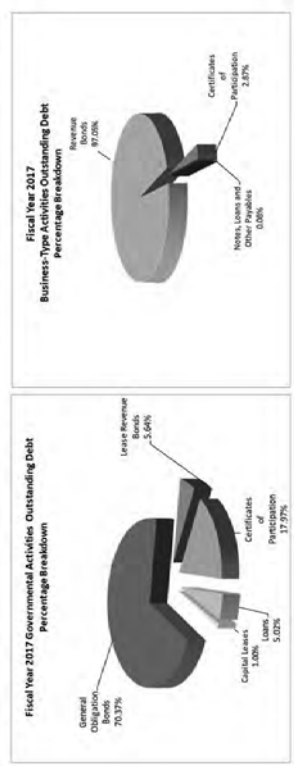 Fiscal Year 2017 Governmental Activities Outstanding Debt
Percentage Breakdown
General
Obligation
Bonds
70.37%
Lease Revenue
Bonds
5.64%
Certificates
of
Participation
17.97%
Loans
5.02%
Capital Leases
1.00%
Fiscal Year 2017
Business-Type Activities Outstanding Debt
Percentage Breakdown
Revenue
Bonds
97.05%
Certificates
of
Participation
2.87%
Notes, Loans and
Other Payables
0.08%